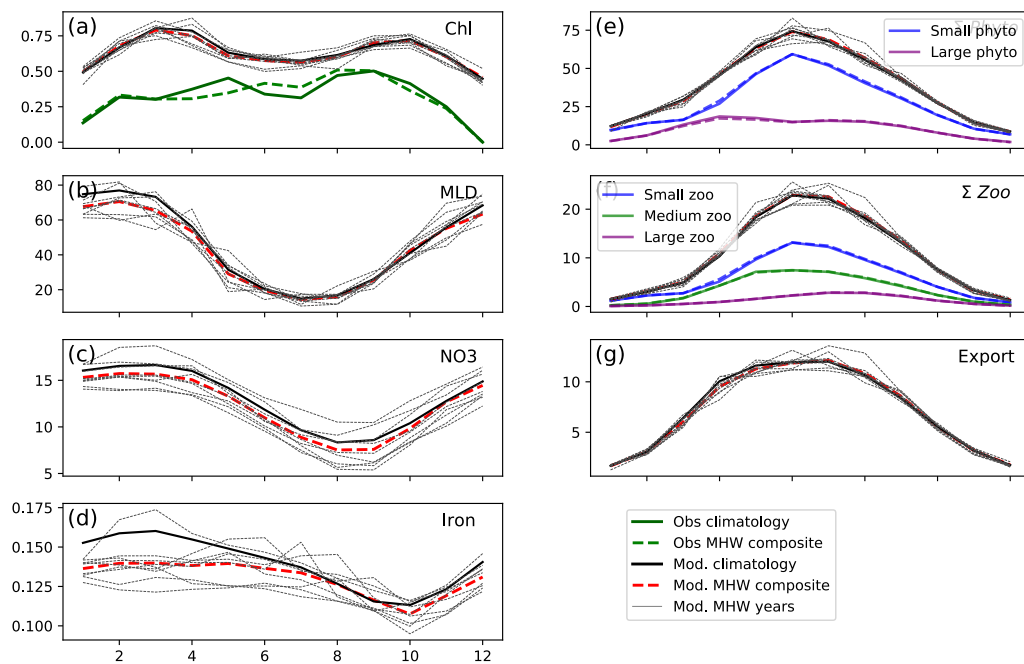 (a)
Chl
0.75
0.50
0.25
0.00
(b)
MLD
80
60
40
20
(c)
NO3
15
10
5
(d)
Iron
0.175
0.150
0.125
0.100
2
4
6
8
10
12
(e)
Σ Phyto
Small phyto
Large phyto
75
50
25
0
(f)
Σ Zoo
Small zoo
Medium zoo
Large zoo
20
10
0
(g)
Export
10
5
Obs climatology
Obs MHW composite
Mod. climatology
Mod. MHW composite
Mod. MHW years